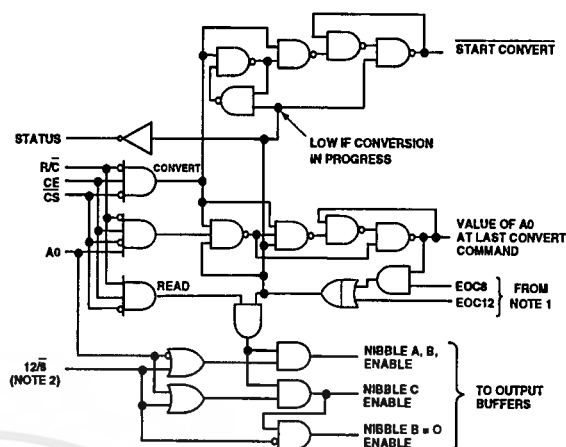 START CONVERT
STATUS
LOW IF CONVERSION
IN PROGRESS
R/C
CONVERT
CE
CS
A0
VALUE OF A0
AT LAST CONVERT
COMMAND
READ
EOC8
EOC12
FROM
NOTE 1
12/8
(NOTE 2)
NIBBLE A, B,
ENABLE
NIBBLE C
ENABLE
NIBBLE B = O
ENABLE
TO OUTPUT
BUFFERS